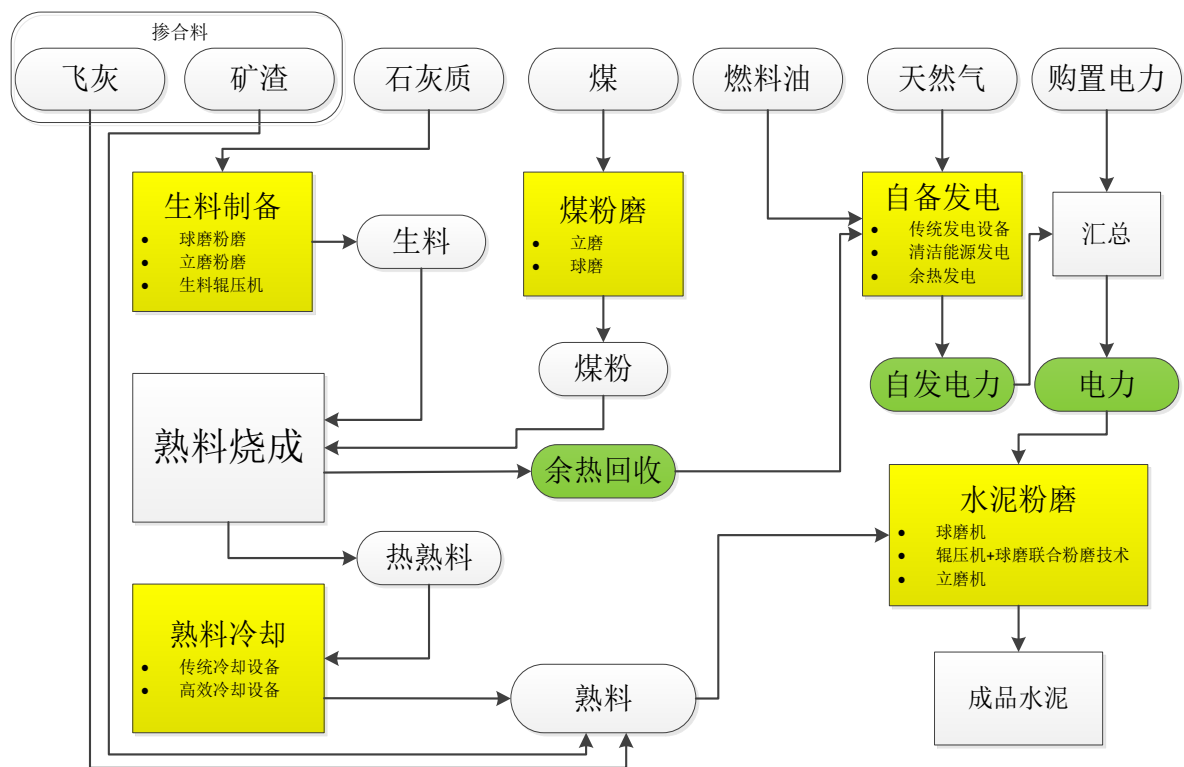 掺合料
飞灰
矿渣
石灰质
煤
燃料油
天然气
购置电力
生料制备
• 球磨粉磨
• 立磨粉磨
• 生料辊压机
生料
煤粉磨
• 立磨
• 球磨
自备发电
• 传统发电设备
• 清洁能源发电
• 余热发电
汇总
煤粉
自发电力
电力
熟料烧成
余热回收
水泥粉磨
• 球磨机
• 辊压机+球磨联合粉磨技术
• 立磨机
热熟料
熟料冷却
• 传统冷却设备
• 高效冷却设备
熟料
成品水泥